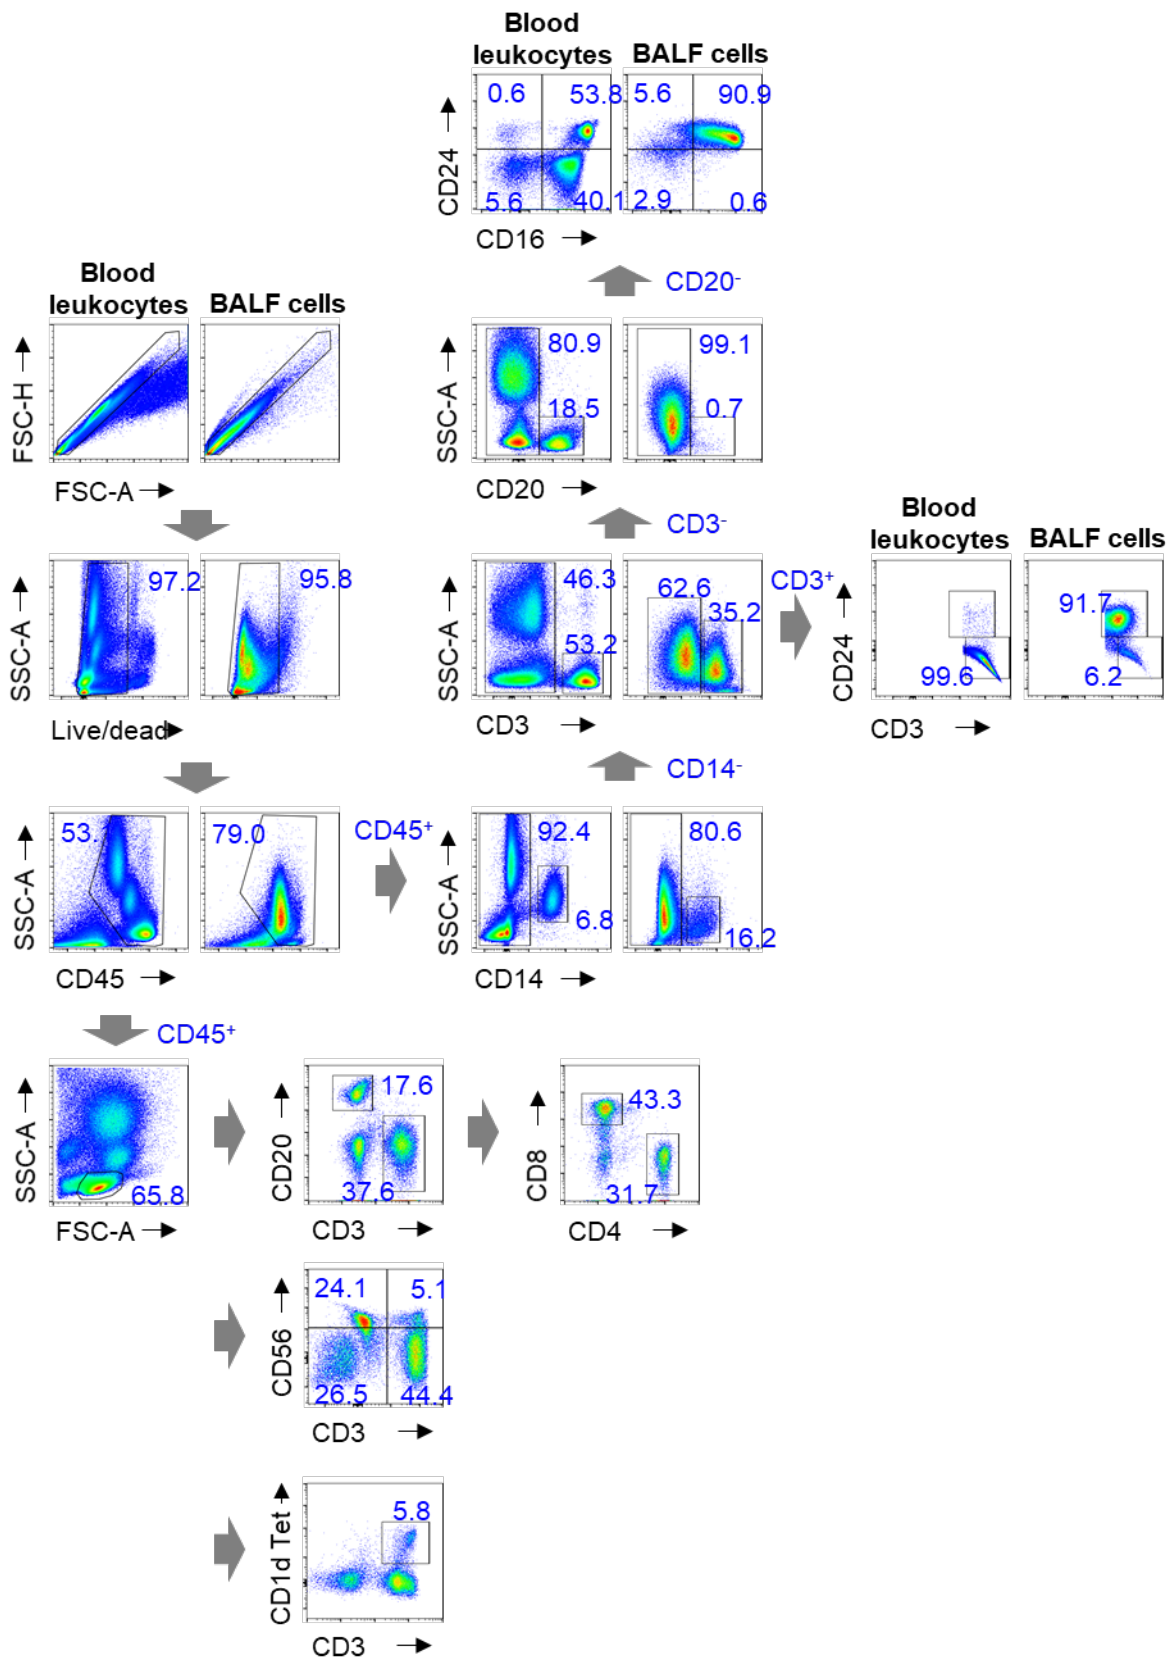 Blood
leukocytes
BALF cells
0.6
53.8
5.6
90.9
CD24
5.6
40.1
2.9
0.6
CD16
CD20-
Blood
leukocytes
BALF cells
FSC-H
FSC-A
80.9
99.1
18.5
0.7
SSC-A
CD20
CD3-
97.2
95.8
SSC-A
Live/dead
46.3
53.2
62.6
35.2
SSC-A
CD3
CD3+
Blood
leukocytes
BALF cells
91.7
99.6
6.2
CD24
CD3
CD14-
53.
79.0
SSC-A
CD45
CD45+
92.4
6.8
80.6
16.2
SSC-A
CD14
CD45+
65.8
SSC-A
FSC-A
17.6
37.6
CD20
CD3
43.3
31.7
CD8
CD4
24.1
5.1
26.5
44.4
CD56
CD3
5.8
CD1d Tet
CD3